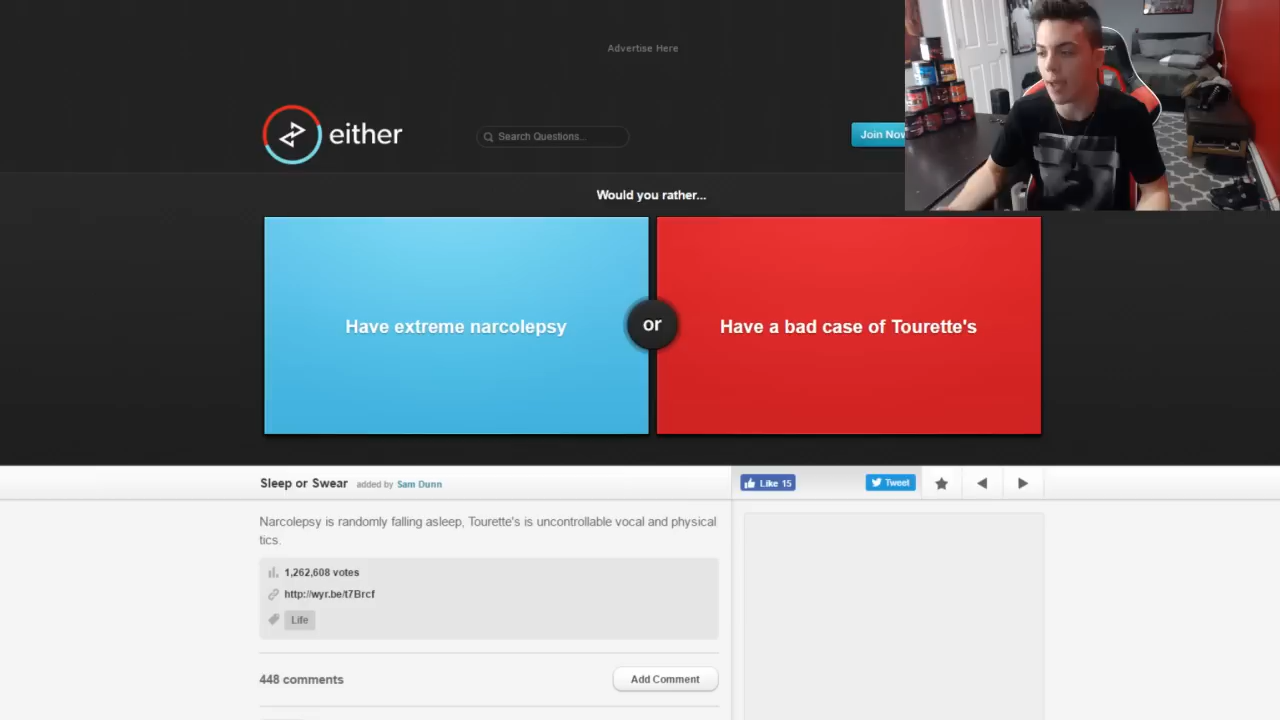 Advertise Here
either
Search Questions...
Join Now
Would you rather...
Have extreme narcolepsy
or
Have a bad case of Tourette's
Sleep or Swear added by Sam Dunn
Like 15
Tweet
Narcolepsy is randomly falling asleep, Tourette's is uncontrollable vocal and physical
tics.
1,262,608 votes
http://wyr.be/t7Brcf
Life
448 comments
Add Comment